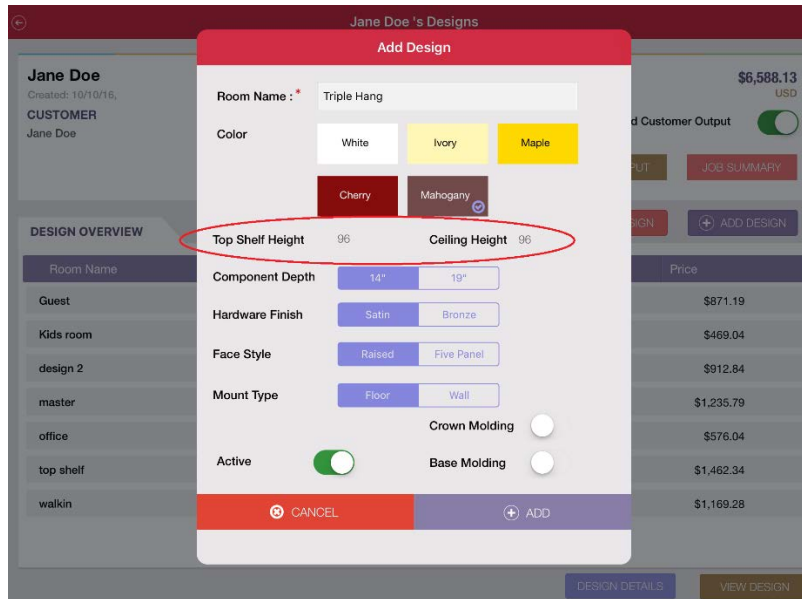 Jane Doe 's Designs
Add Design
Jane Doe
Created: 10/10/16,
CUSTOMER
Jane Doe
$6,588.13
USD
d Customer Output
PUT
JOB SUMMARY
SIGN
ADD DESIGN
Room Name : *
Triple Hang
Color
White
Ivory
Maple
Cherry
Mahogany
Top Shelf Height 96 Ceiling Height 96
Component Depth 14" 19"
Hardware Finish Satin Bronze
Face Style Raised Five Panel
Mount Type Floor Wall
Crown Molding
Active Base Molding
CANCEL ADD
DESIGN OVERVIEW
Room Name Price
Guest $871.19
Kids room $469.04
design 2 $912.84
master $1,235.79
office $576.04
top shelf $1,462.34
walkin $1,169.28
DESIGN DETAILS VIEW DESIGN